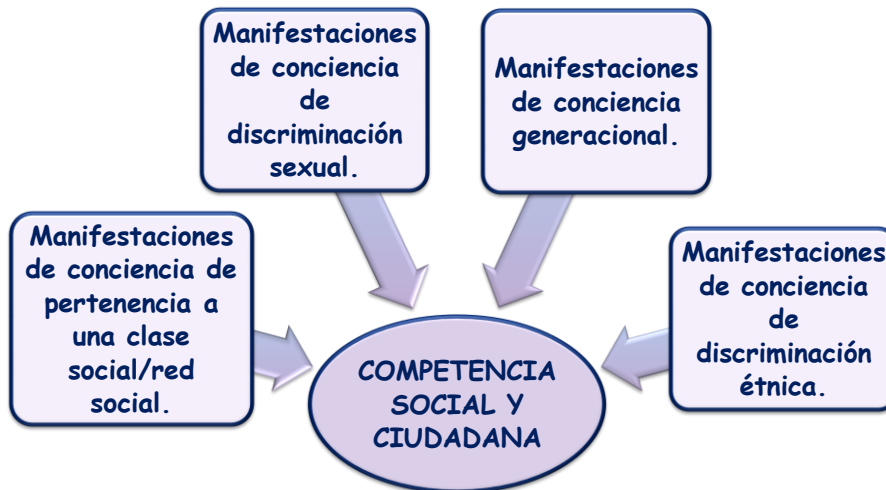 Manifestaciones
de conciencia
de
discriminación
sexual.
Manifestaciones
de conciencia
generacional.
Manifestaciones
de conciencia de
pertenencia a
una clase
social/red
social.
Manifestaciones
de conciencia
de
discriminación
étnica.
COMPETENCIA
SOCIAL Y
CIUDADANA